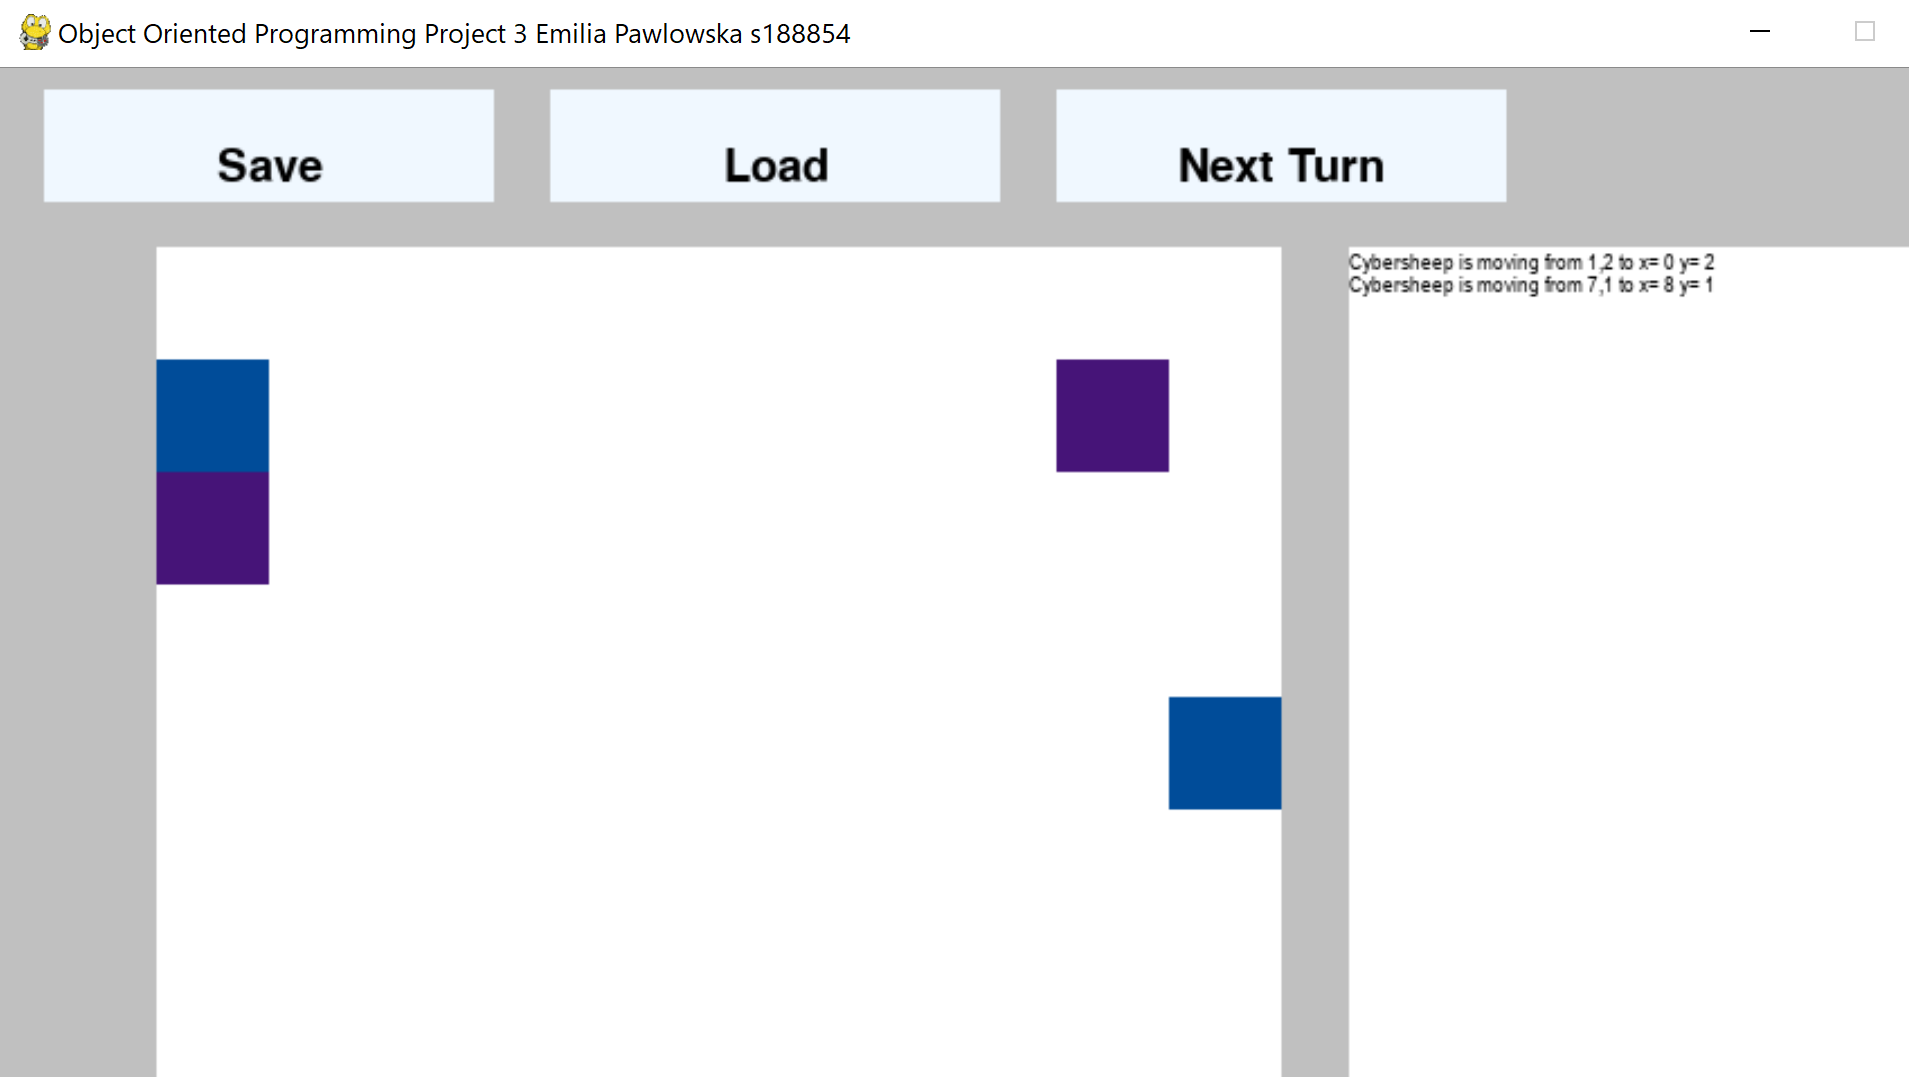 Object Oriented Programming Project 3 Emilia Pawlowska s188854
Save
Load
Next Turn
Cybersheep is moving from 1,2 to x= 0 y= 2
Cybersheep is moving from 7,1 to x= 8 y= 1